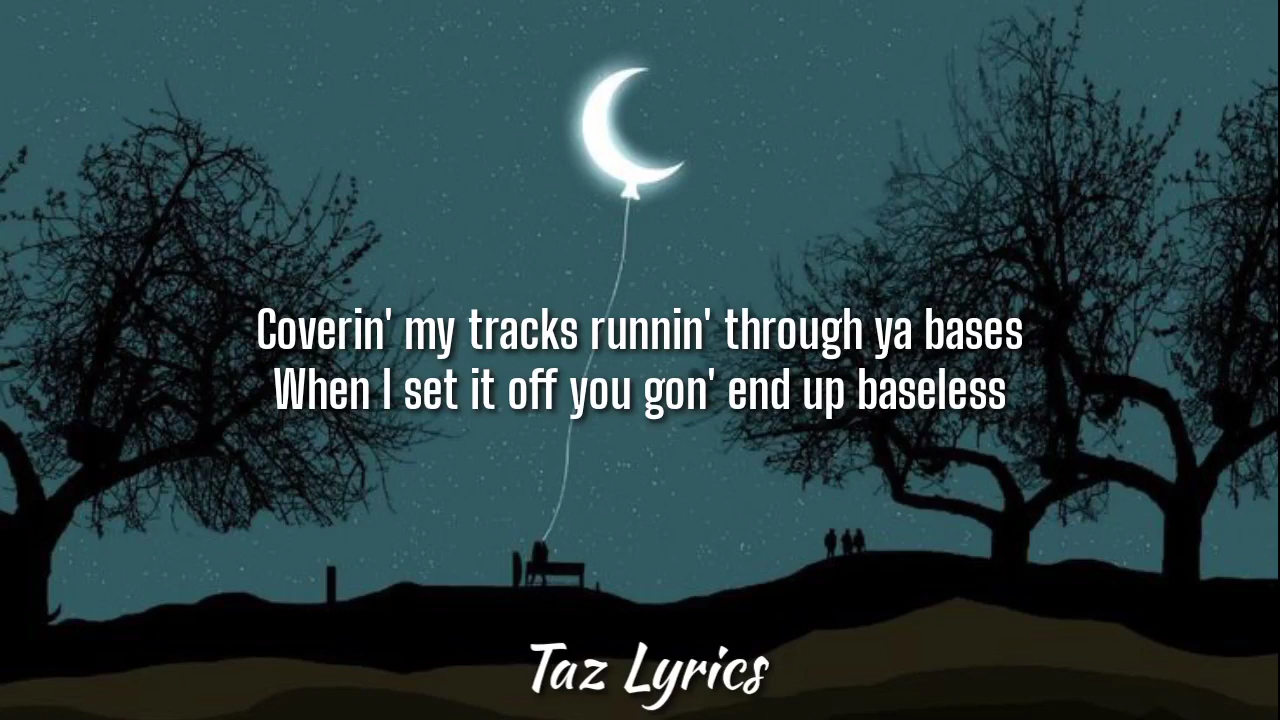 Coverin' my tracks runnin' through ya bases
When I set it off you gon' end up baseless
Taz Lyrics